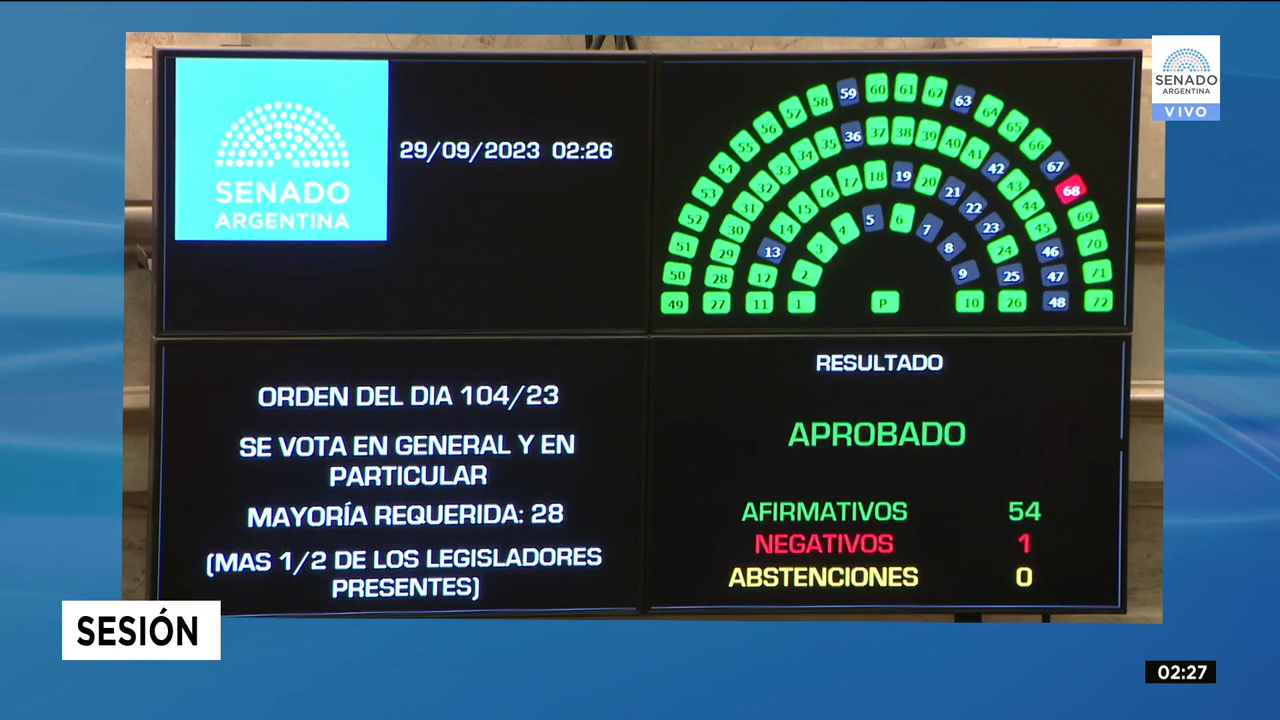 SENADO
ARGENTINA
29/09/2023 02:26
59 60 61 62 63
58 64
57 65
56 66
55 67
54 68
53 69
52 70
51 71
50 72
49
36 37 38 39 40
35 41
34 42
33 43
32 44
31 45
30 46
29 47
28 48
27
18 19 20
17 21
16 22
15 23
14 24
13 25
12 26
11
5 6 7
4 8
3 9
2 10
1
P
SENADO
ARGENTINA
VIVO
ORDEN DEL DIA 104/23
SE VOTA EN GENERAL Y EN
PARTICULAR
MAYORÍA REQUERIDA: 28
(MAS 1/2 DE LOS LEGISLADORES
PRESENTES)
RESULTADO
APROBADO
AFIRMATIVOS 54
NEGATIVOS 1
ABSTENCIONES 0
SESIÓN
02:27